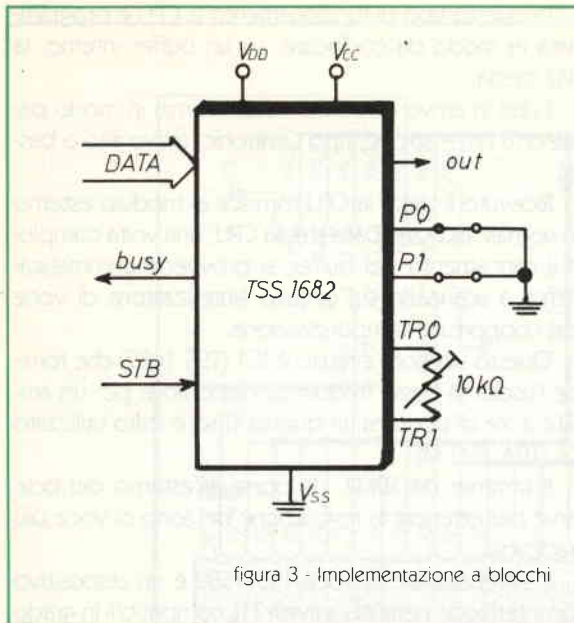 VDD
VCC
DATA
out
P0
busy
P1
TSS 1682
TR0
STB
10kΩ
TR1
VSS
figura 3 - Implementazione a blocchi